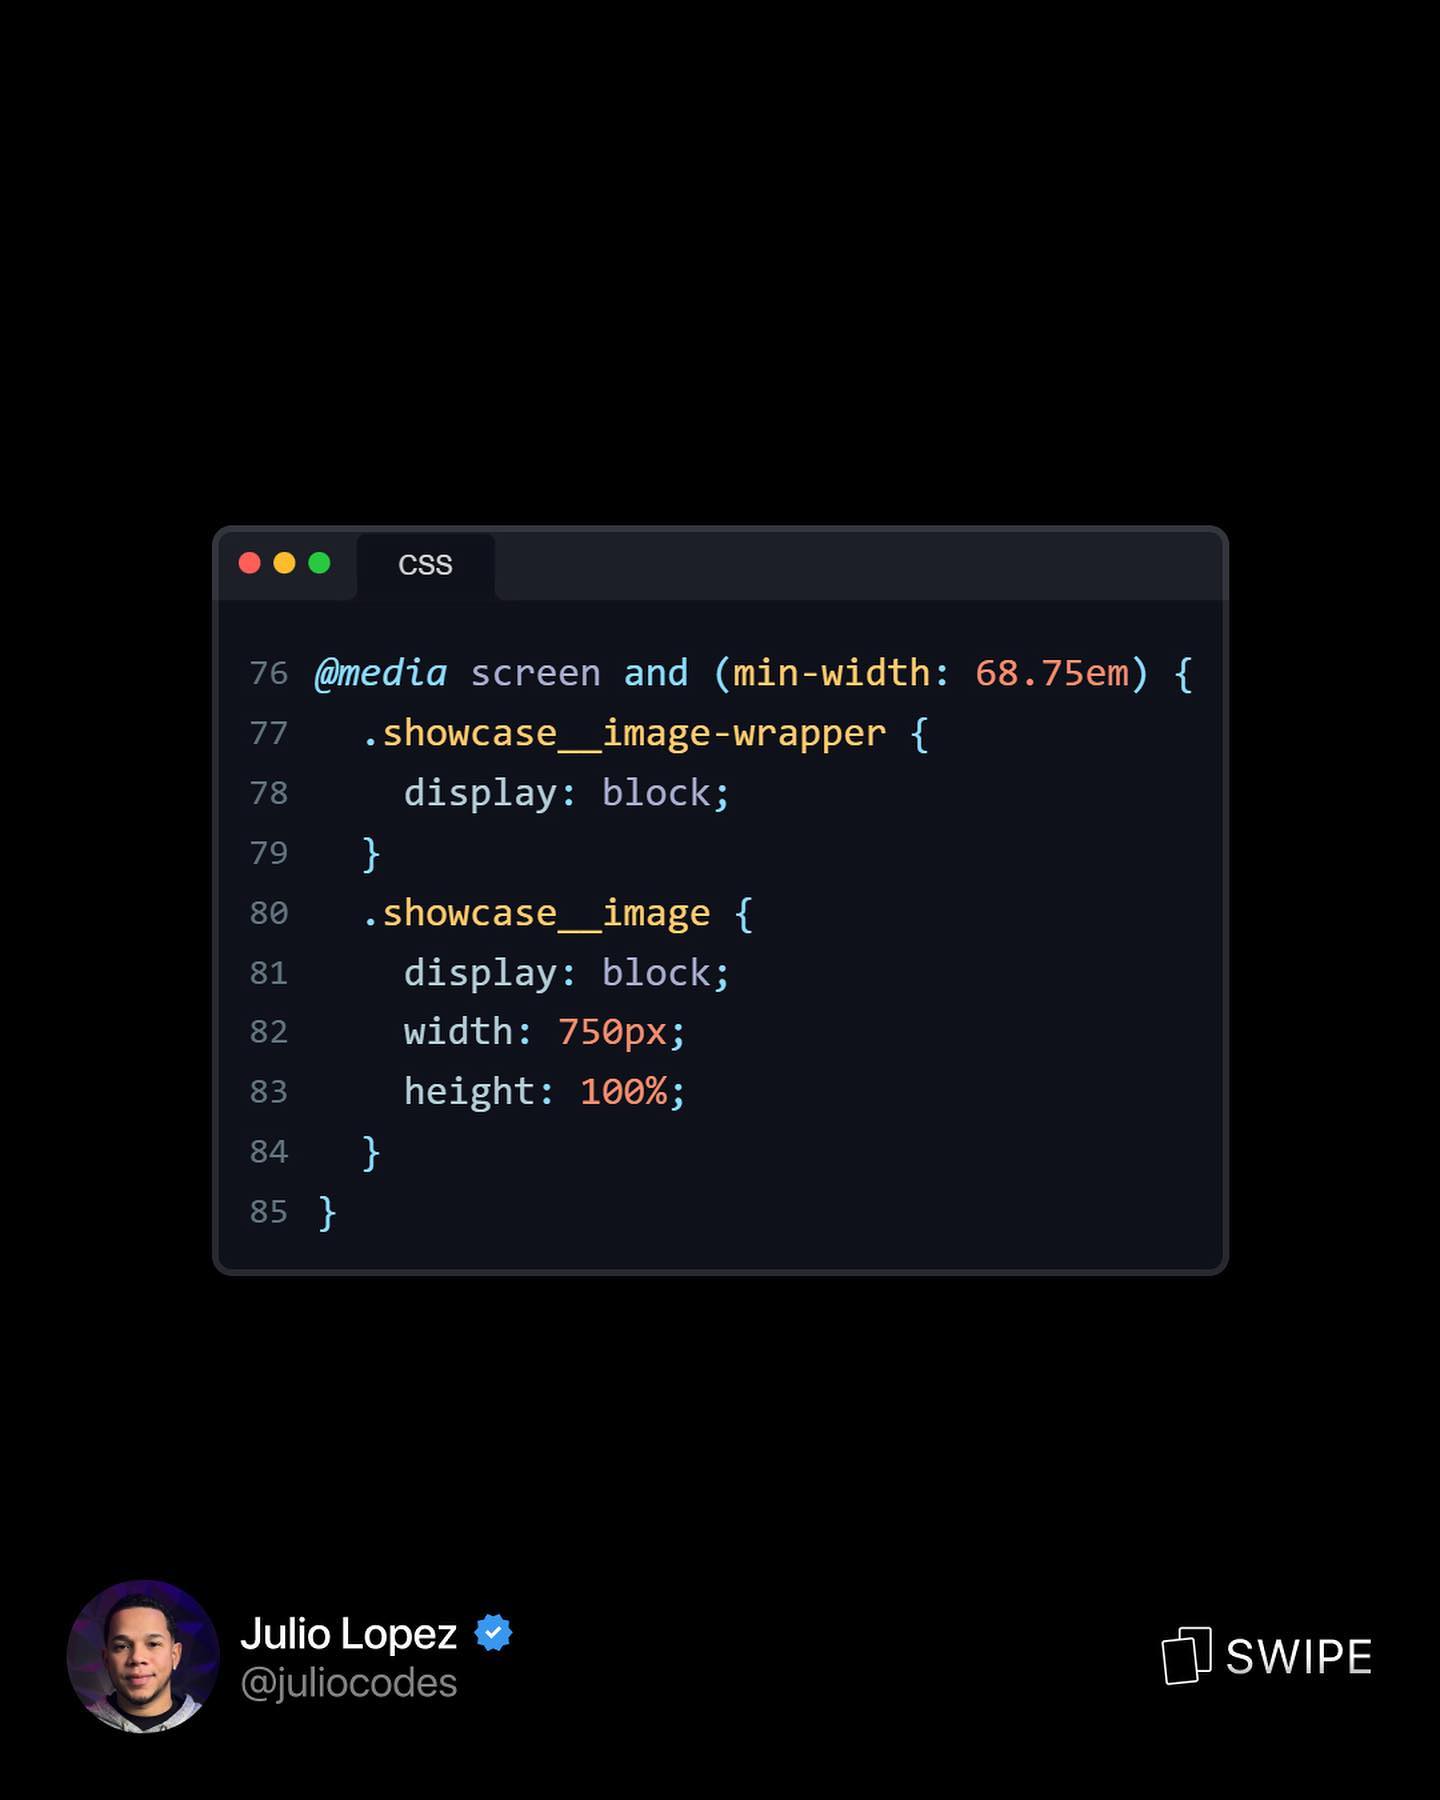 CSS
76 @media screen and (min-width: 68.75em) {
77   .showcase__image-wrapper {
78     display: block;
79   }
80   .showcase__image {
81     display: block;
82     width: 750px;
83     height: 100%;
84   }
85 }
Julio Lopez
@juliocodes
SWIPE